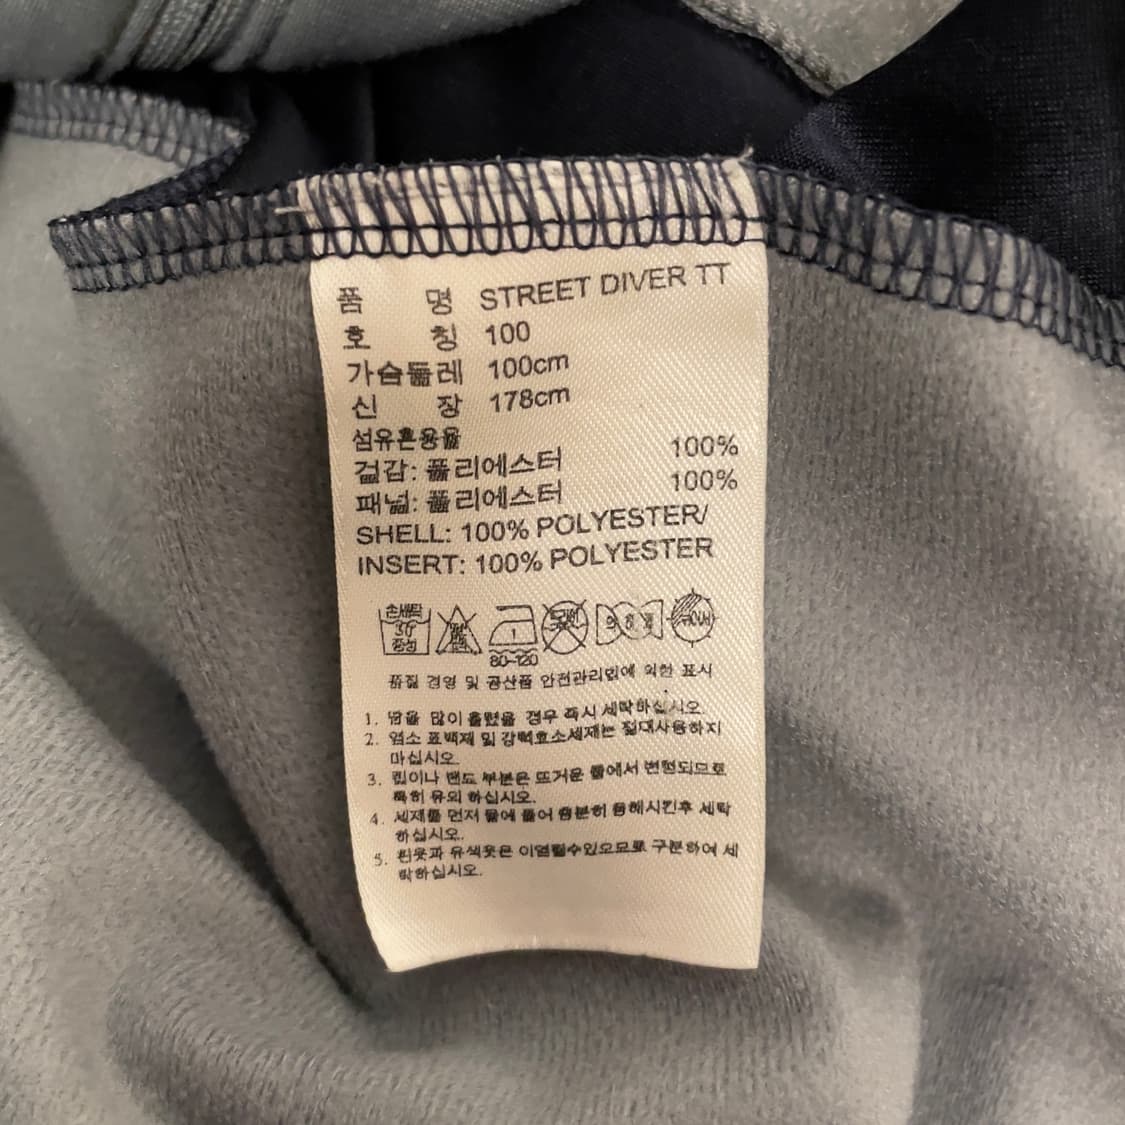 품 명 STREET DIVER TT
호 칭 100
가슴둘레 100cm
신 장 178cm
섬유혼용율
겉감: 폴리에스터 100%
패널: 폴리에스터 100%
SHELL: 100% POLYESTER/
INSERT: 100% POLYESTER
손세탁
30
중성
80~120
품질 경영 및 공산품 안전관리법에 의한 표시
1. 땀을 많이 흘렸을 경우 즉시 세탁하십시오.
2. 염소 표백제 및 강력효소세제는 절대사용하지
마십시오.
3. 립이나 밴드 부분은 뜨거운 물에서 변형되므로
특히 유의 하십시오.
4. 세제를 먼저 물에 풀어 충분히 용해시킨후 세탁
하십시오.
5. 흰옷과 유색옷은 이염될수있으므로 구분하여 세
탁하십시오.